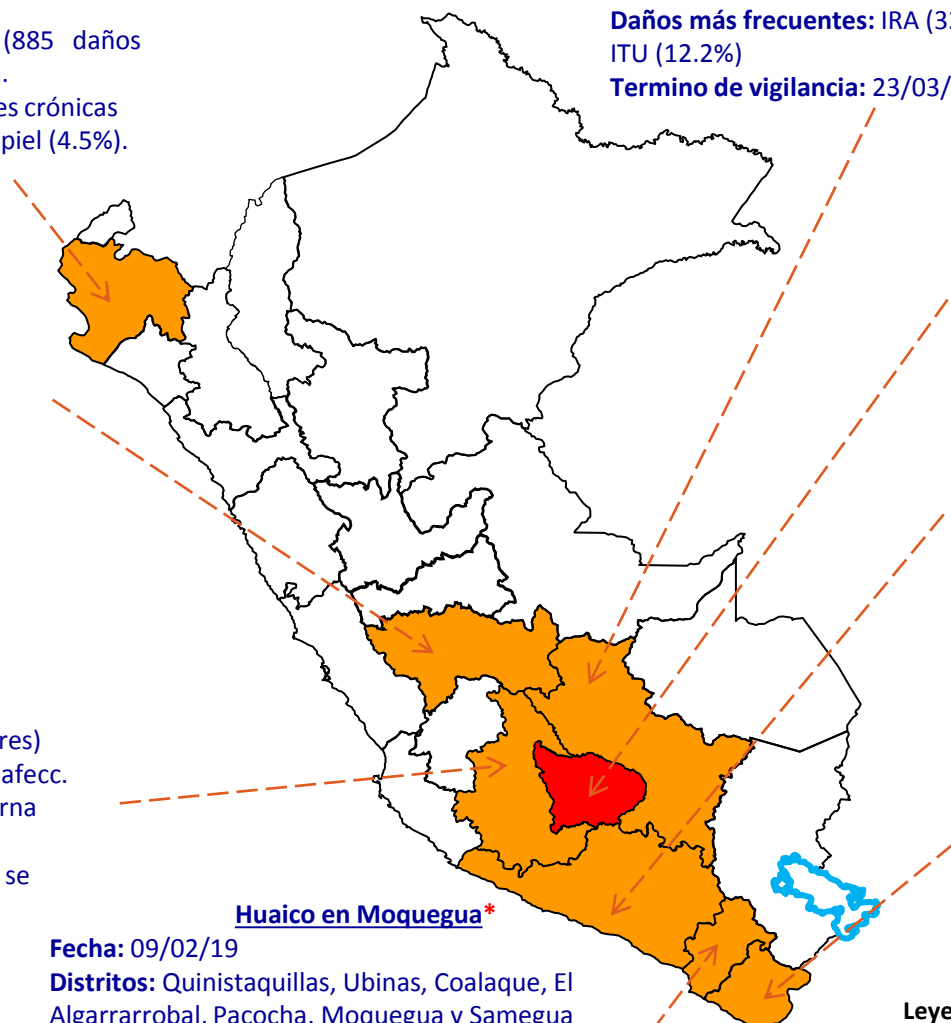 (885 daños
.
es crónicas
piel (4.5%).
Daños más frecuentes: IRA (3
ITU (12.2%)
Termino de vigilancia: 23/03/
res)
afecc.
rna
se
Huaico en Moquegua*
Fecha: 09/02/19
Distritos: Quinistaquillas, Ubinas, Coalaque, El
Algarrarrobal, Pacocha, Moquegua y Samegua
Leye